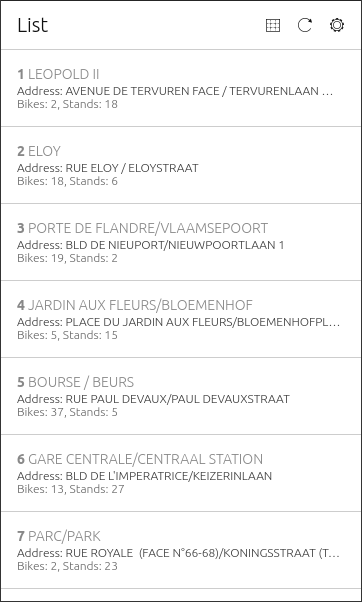 List
1 LEOPOLD II
Address: AVENUE DE TERVUREN FACE / TERVURENLAAN ...
Bikes: 2, Stands: 18
2 ELOY
Address: RUE ELOY / ELOYSTRAAT
Bikes: 18, Stands: 6
3 PORTE DE FLANDRE/VLAAMSEPOORT
Address: BLD DE NIEUPORT/NIEUWPOORTLAAN 1
Bikes: 19, Stands: 2
4 JARDIN AUX FLEURS/BLOEMENHOF
Address: PLACE DU JARDIN AUX FLEURS/BLOEMENHOFPL...
Bikes: 5, Stands: 15
5 BOURSE / BEURS
Address: RUE PAUL DEVAUX/PAUL DEVAUXSTRAAT
Bikes: 37, Stands: 5
6 GARE CENTRALE/CENTRAAL STATION
Address: BLD DE L'IMPERATRICE/KEIZERINLAAN
Bikes: 13, Stands: 27
7 PARC/PARK
Address: RUE ROYALE  (FACE N°66-68)/KONINGSSTRAAT (T...
Bikes: 2, Stands: 23